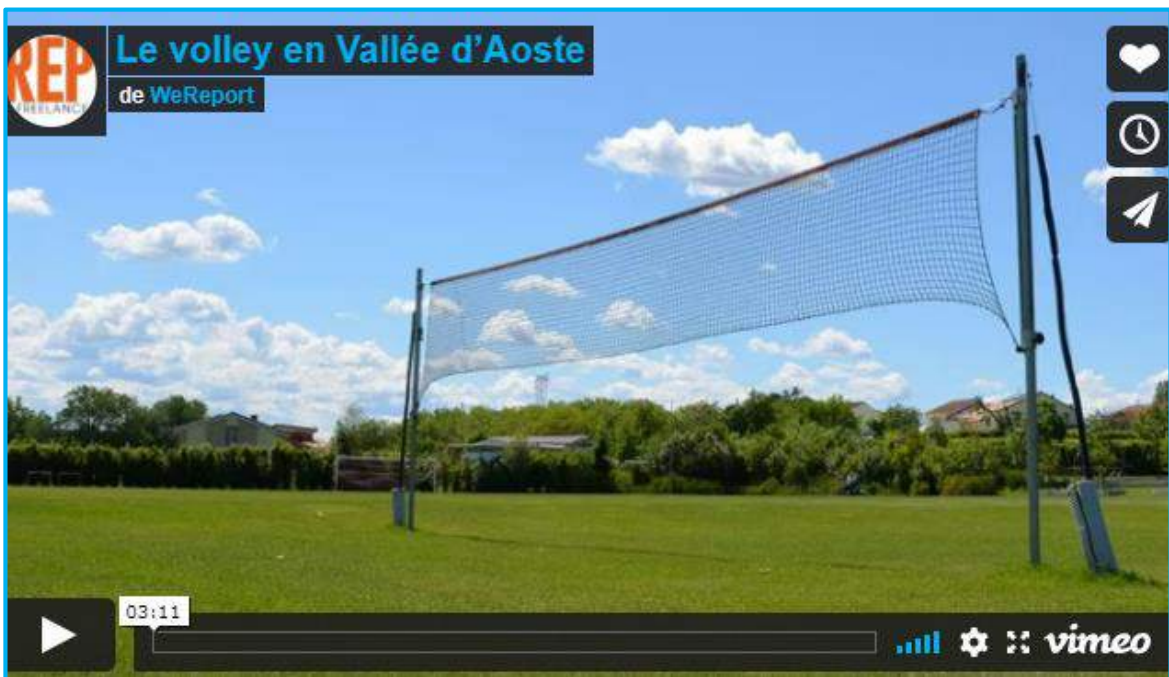 REP
FREELANCE
Le volley en Vallée d’Aoste
de WeReport
03:11
vimeo